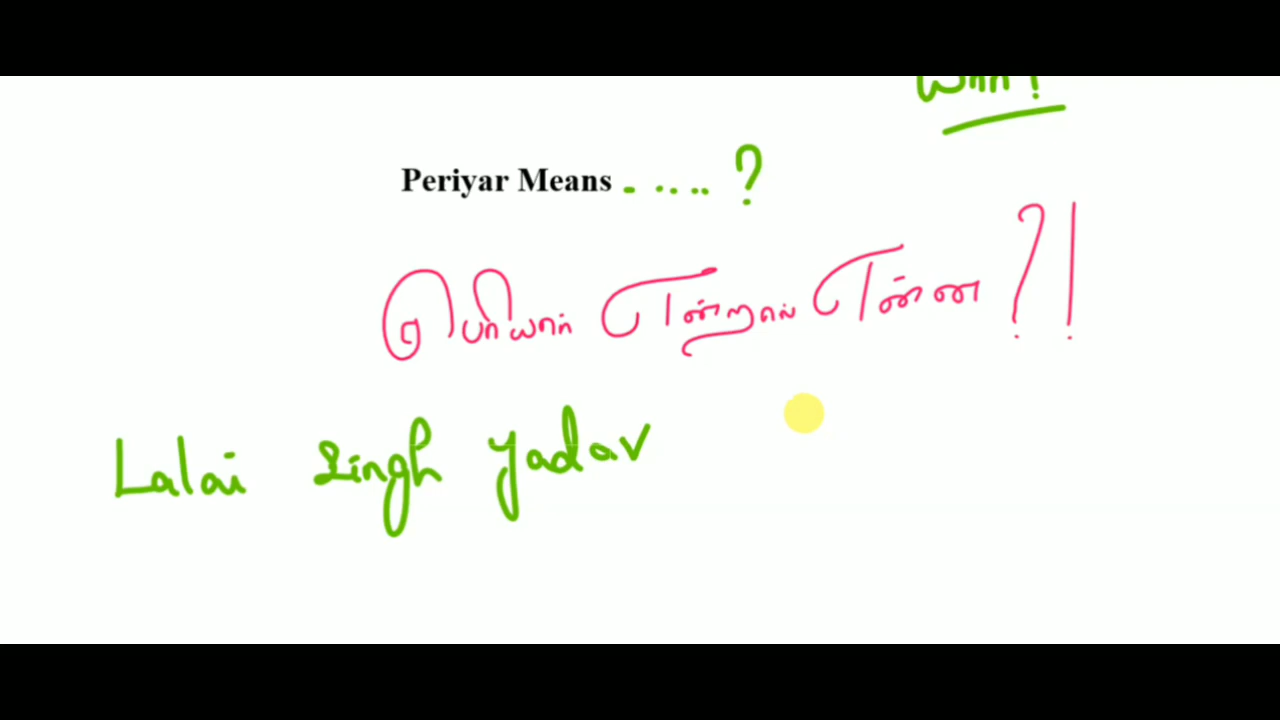 Periyar Means - ..... ?
பெரியார் என்றால் என்ன ? !
Lalai Singh Yadav